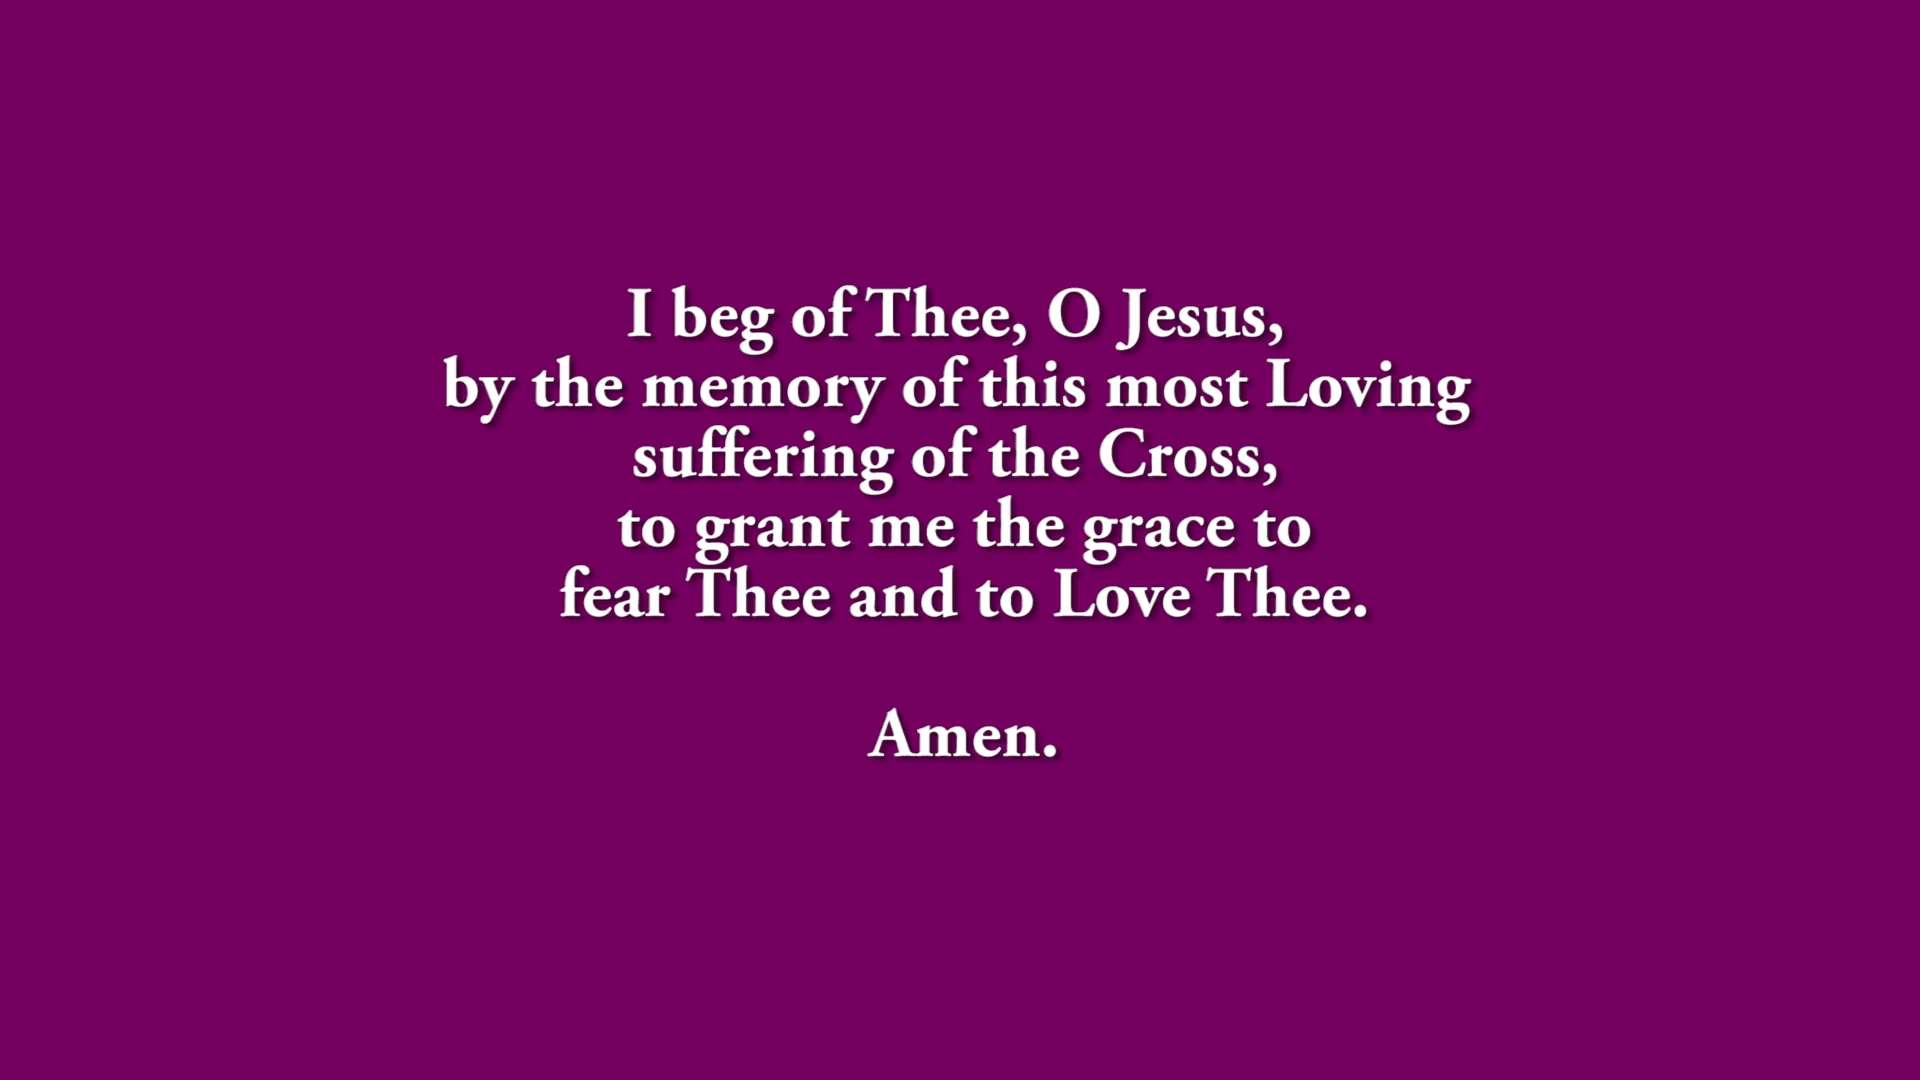 I beg of Thee, O Jesus,
by the memory of this most Loving
suffering of the Cross,
to grant me the grace to
fear Thee and to Love Thee.
Amen.